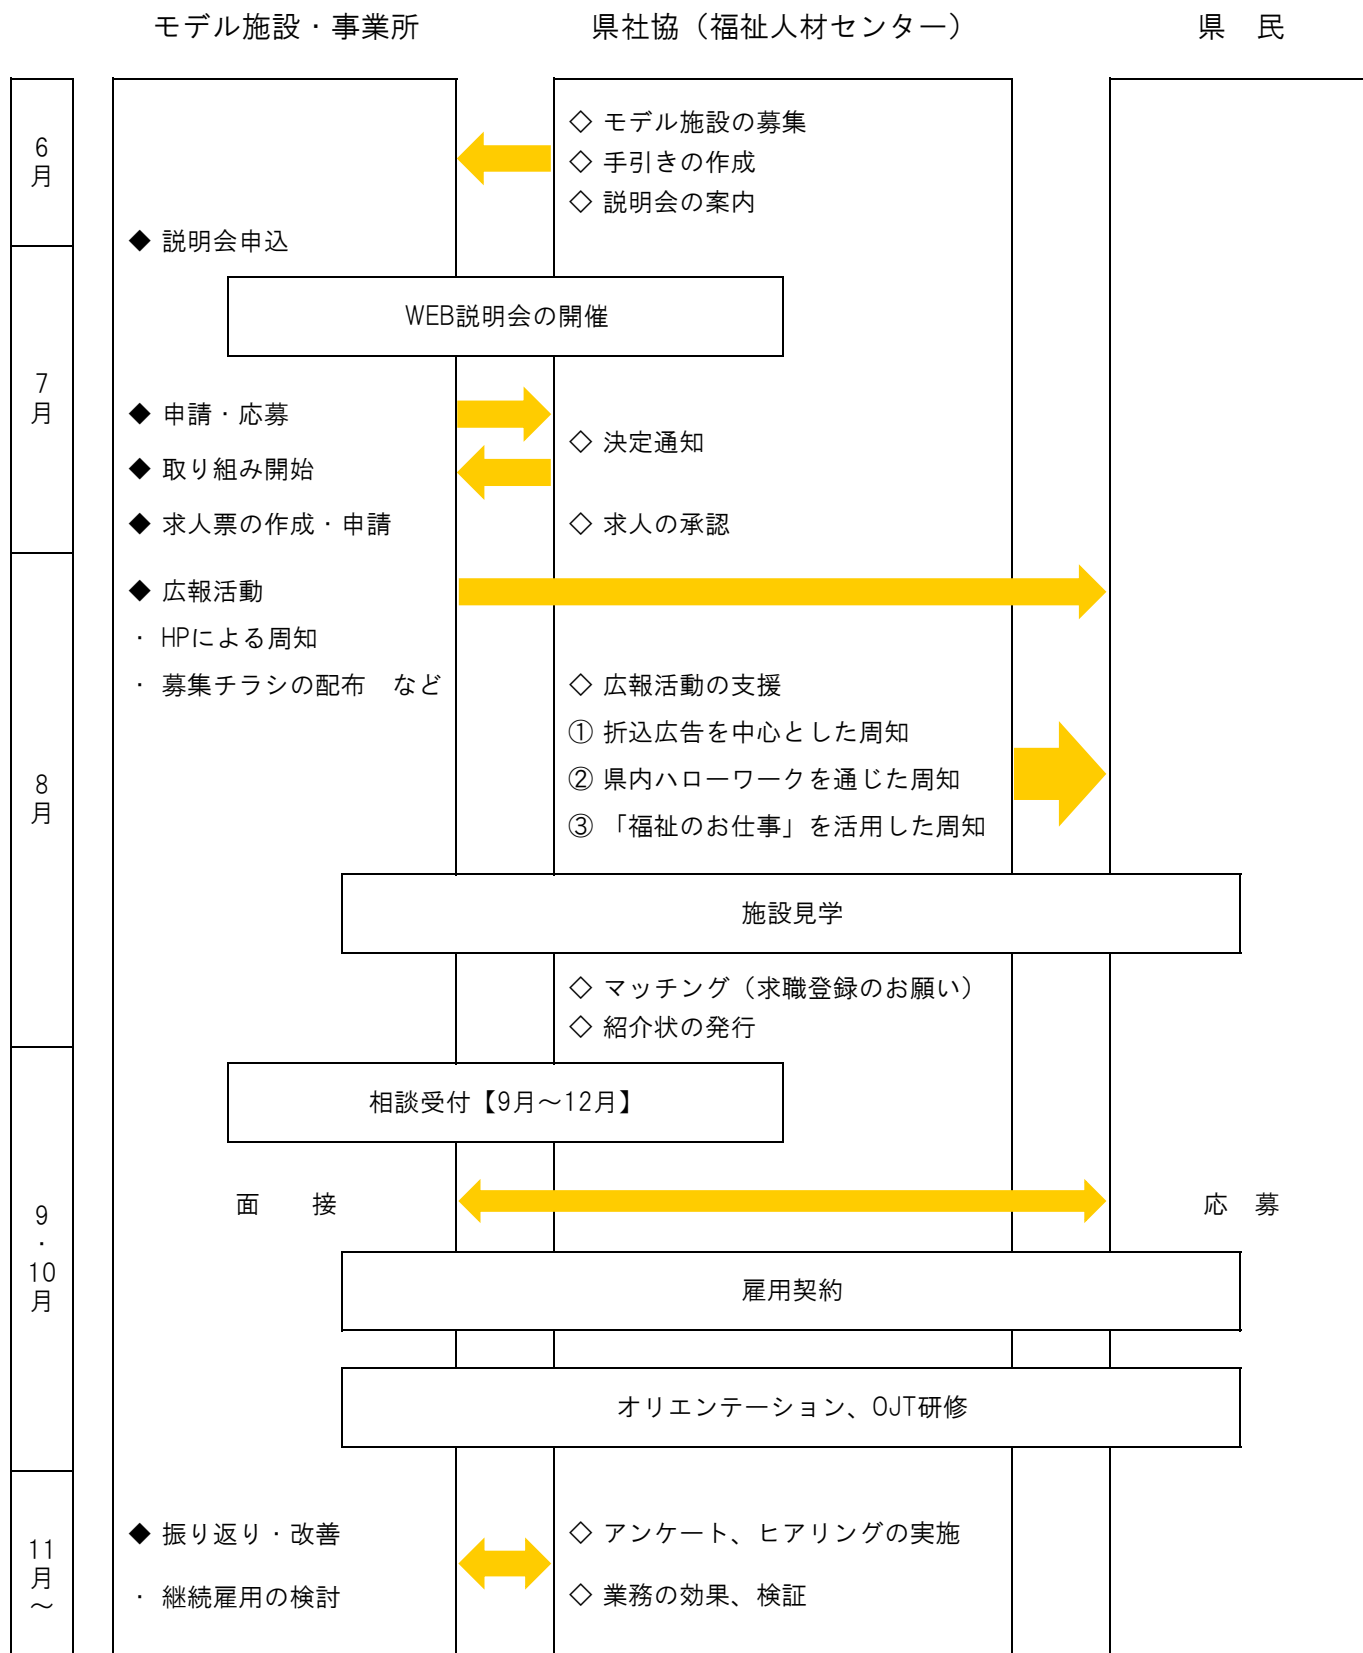 モデル施設・事業所
県社協（福祉人材センター）
県　民
6月
◇ モデル施設の募集
◇ 手引きの作成
◇ 説明会の案内
◆ 説明会申込
7月
WEB説明会の開催
◆ 申請・応募
◇ 決定通知
◆ 取り組み開始
◆ 求人票の作成・申請
◇ 求人の承認
8月
◆ 広報活動
・ HPによる周知
・ 募集チラシの配布　など
◇ 広報活動の支援
① 折込広告を中心とした周知
② 県内ハローワークを通じた周知
③ 「福祉のお仕事」を活用した周知
施設見学
◇ マッチング（求職登録のお願い）
◇ 紹介状の発行
9・10月
相談受付【9月～12月】
面　　接
応　募
雇用契約
オリエンテーション、OJT研修
11月～
◆ 振り返り・改善
◇ アンケート、ヒアリングの実施
・ 継続雇用の検討
◇ 業務の効果、検証